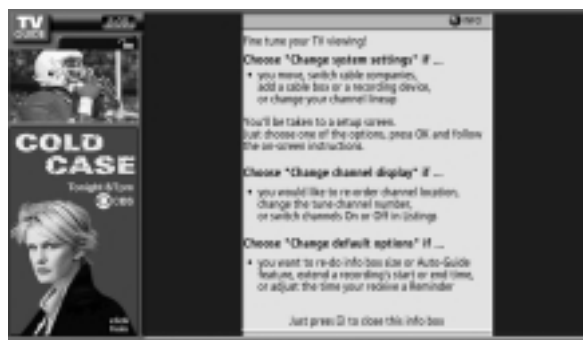 TV
GUIDE
INFO
Fine tune your TV viewing!
Choose "Change system settings" if ...
• you move, switch cable companies,
add a cable box or a recording device,
or change your channel lineup
You'll be taken to a setup screen.
Just choose one of the options, press OK and follow
the on-screen instructions.
Choose "Change channel display" if ...
• you would like to re-order channel location,
change the tune channel number,
or switch channels On or Off in Listings
Choose "Change default options" if ...
• you want to re-do info box size or Auto-Guide
feature, extend a recording's start or end time,
or adjust the time your receive a Reminder
Just press to close this info box
COLD
CASE
Tonight 8/7pm
CBS